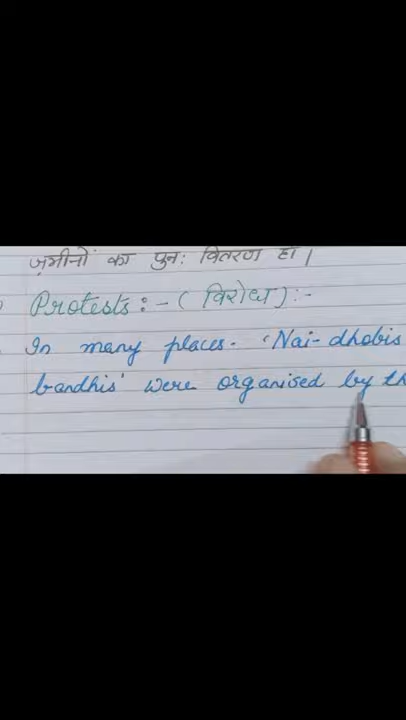 ज़मीनों का पुनः वितरण हो।
Protests:- (विरोध):-
In many places. 'Nai-dhobis
bandhis' were organised by